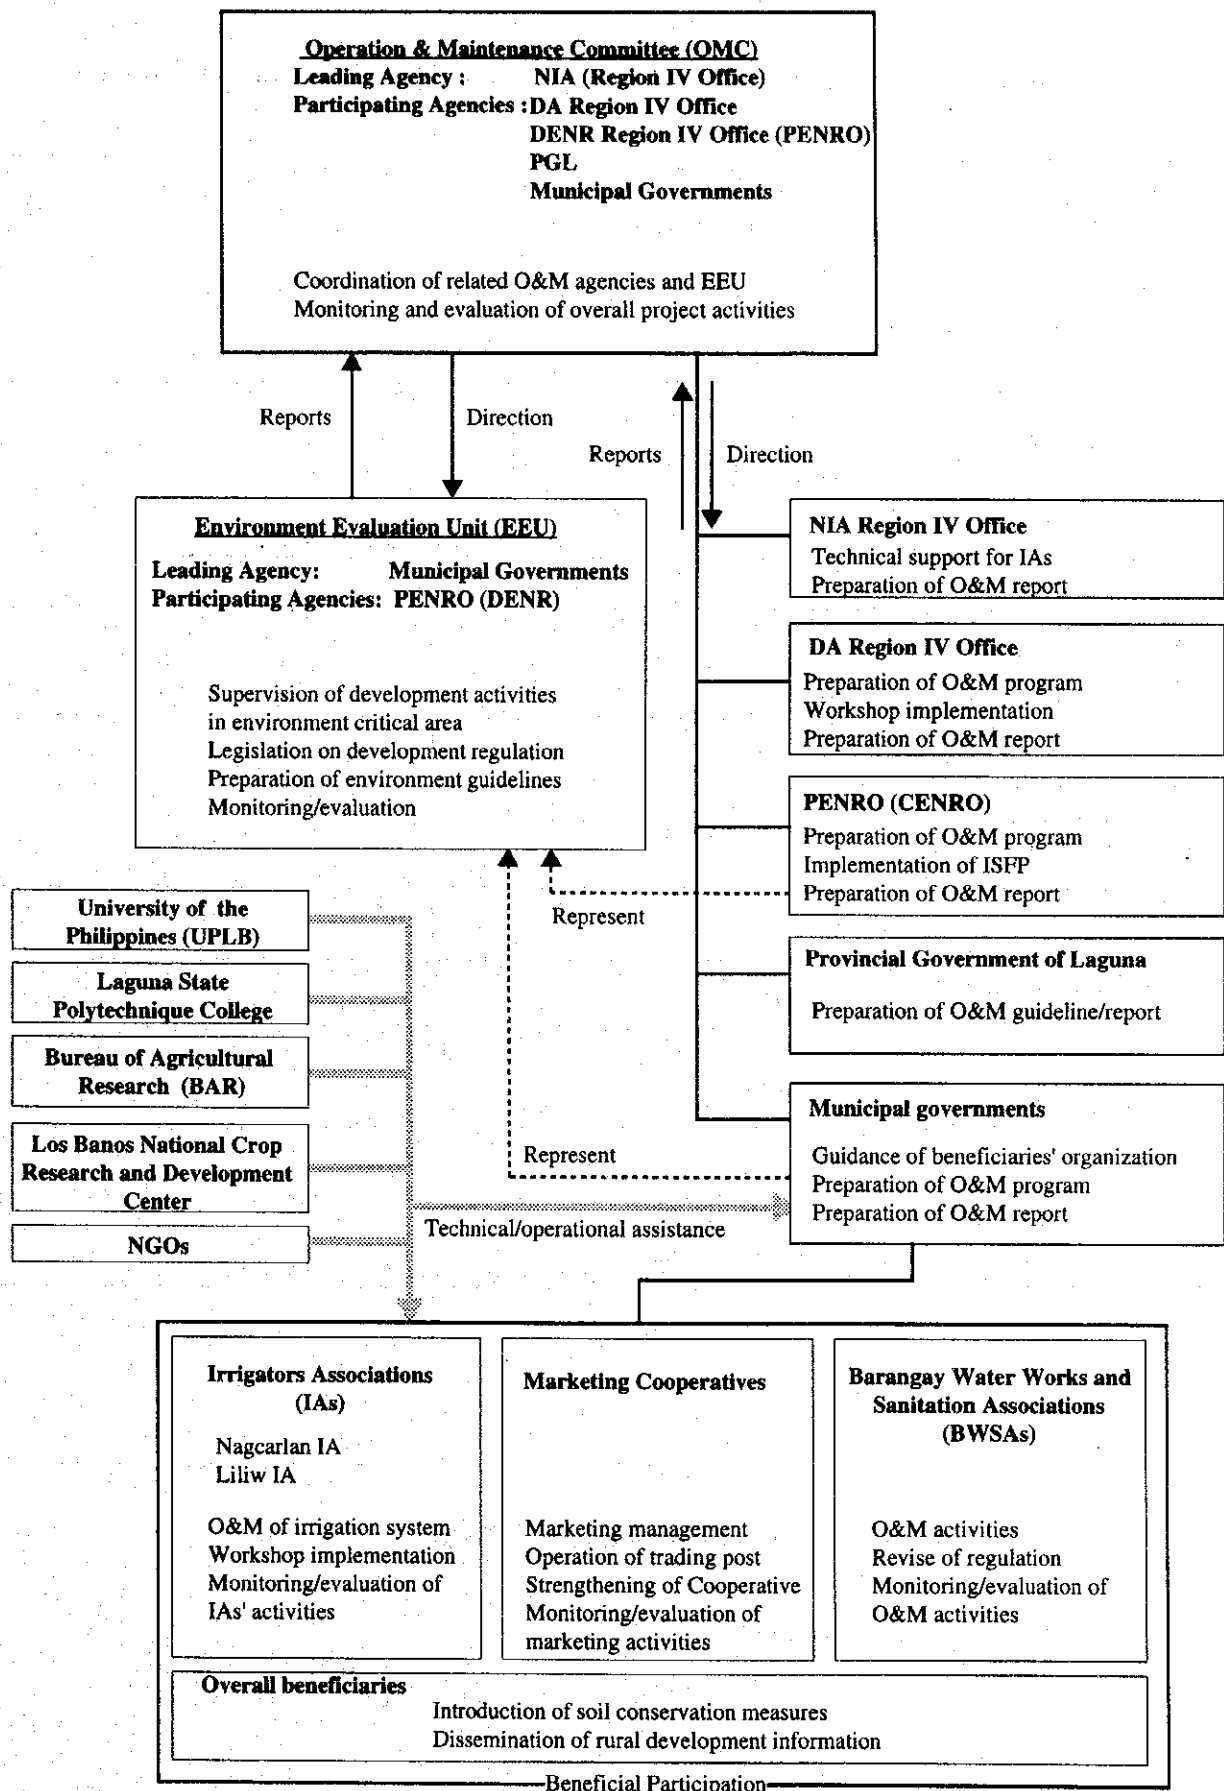 Operation & Maintenance Committee (OMC)
Leading Agency : NIA (Region IV Office)
Participating Agencies : DA Region IV Office
DENR Region IV Office (PENRO)
PGL
Municipal Governments
Coordination of related O&M agencies and EEU
Monitoring and evaluation of overall project activities
Reports
Direction
Reports
Direction
Environment Evaluation Unit (EEU)
Leading Agency: Municipal Governments
Participating Agencies: PENRO (DENR)
Supervision of development activities
in environment critical area
Legislation on development regulation
Preparation of environment guidelines
Monitoring/evaluation
NIA Region IV Office
Technical support for IAs
Preparation of O&M report
DA Region IV Office
Preparation of O&M program
Workshop implementation
Preparation of O&M report
PENRO (CENRO)
Preparation of O&M program
Implementation of ISFP
Preparation of O&M report
Represent
Provincial Government of Laguna
Preparation of O&M guideline/report
Municipal governments
Guidance of beneficiaries' organization
Preparation of O&M program
Preparation of O&M report
Represent
University of the
Philippines (UPLB)
Laguna State
Polytechnique College
Bureau of Agricultural
Research (BAR)
Los Banos National Crop
Research and Development
Center
NGOs
Technical/operational assistance
Irrigators Associations
(IAs)
Nagcarlan IA
Liliw IA
O&M of irrigation system
Workshop implementation
Monitoring/evaluation of
IAs' activities
Marketing Cooperatives
Marketing management
Operation of trading post
Strengthening of Cooperative
Monitoring/evaluation of
marketing activities
Barangay Water Works and
Sanitation Associations
(BWSAs)
O&M activities
Revise of regulation
Monitoring/evaluation of
O&M activities
Overall beneficiaries
Introduction of soil conservation measures
Dissemination of rural development information
Beneficial Participation